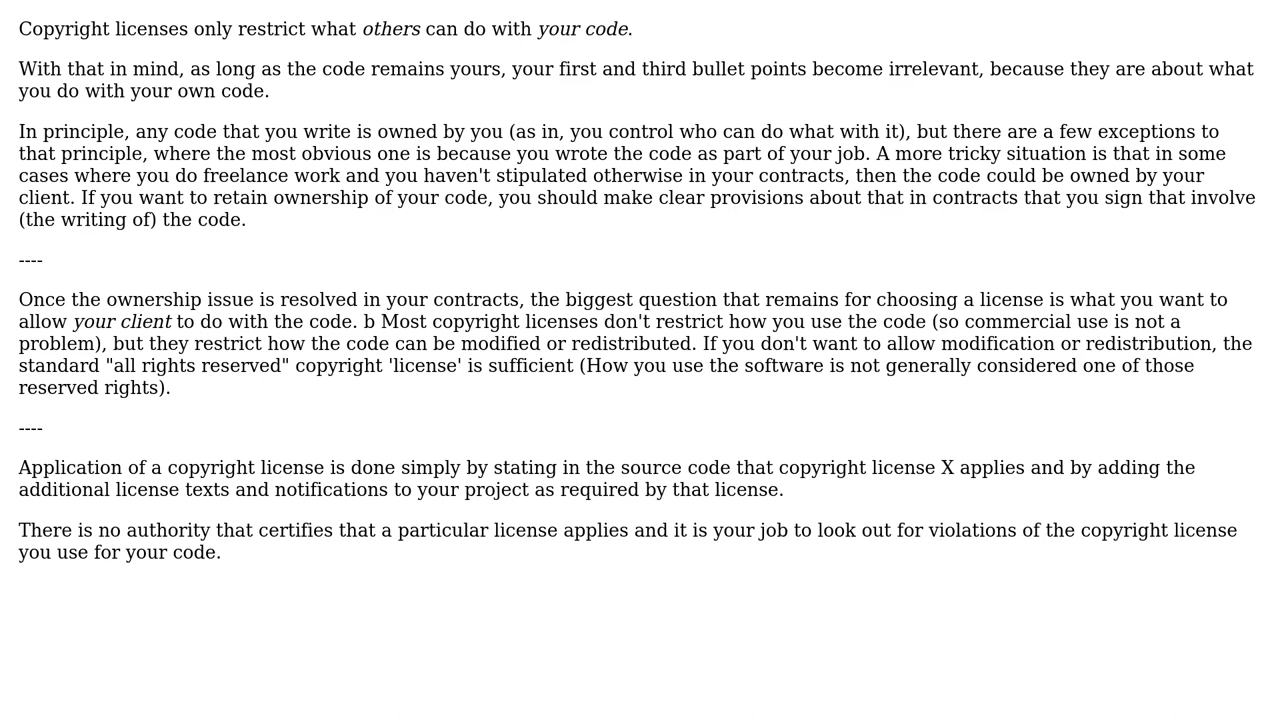 Copyright licenses only restrict what others can do with your code.
With that in mind, as long as the code remains yours, your first and third bullet points become irrelevant, because they are about what
you do with your own code.
In principle, any code that you write is owned by you (as in, you control who can do what with it), but there are a few exceptions to
that principle, where the most obvious one is because you wrote the code as part of your job. A more tricky situation is that in some
cases where you do freelance work and you haven't stipulated otherwise in your contracts, then the code could be owned by your
client. If you want to retain ownership of your code, you should make clear provisions about that in contracts that you sign that involve
(the writing of) the code.
----
Once the ownership issue is resolved in your contracts, the biggest question that remains for choosing a license is what you want to
allow your client to do with the code. b Most copyright licenses don't restrict how you use the code (so commercial use is not a
problem), but they restrict how the code can be modified or redistributed. If you don't want to allow modification or redistribution, the
standard "all rights reserved" copyright 'license' is sufficient (How you use the software is not generally considered one of those
reserved rights).
----
Application of a copyright license is done simply by stating in the source code that copyright license X applies and by adding the
additional license texts and notifications to your project as required by that license.
There is no authority that certifies that a particular license applies and it is your job to look out for violations of the copyright license
you use for your code.